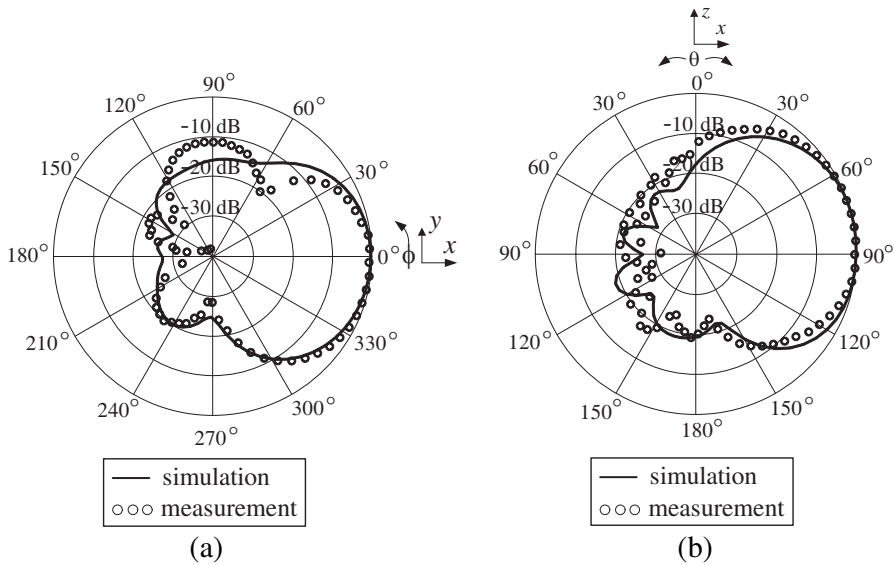 z
x
θ
90°
120°
60°
-10 dB
150°
30°
-20 dB
-30 dB
180°
0°
ϕ
y
x
210°
330°
240°
300°
270°
simulation
measurement
(a)
0°
30°
30°
-10 dB
60°
60°
-20 dB
-30 dB
90°
90°
120°
120°
150°
150°
180°
simulation
measurement
(b)